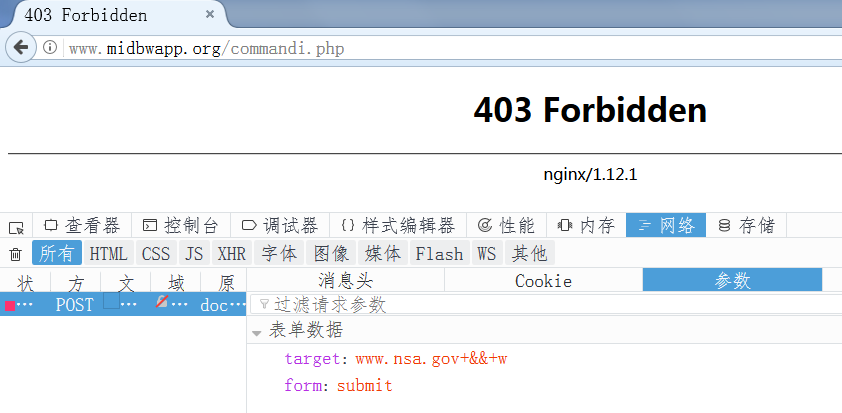 403 Forbidden ×
www.midbwapp.org/commandi.php
403 Forbidden
nginx/1.12.1
查看器 控制台 调试器 {} 样式编辑器 性能 内存 网络 存储
所有 HTML CSS JS XHR 字体 图像 媒体 Flash WS 其他
状 方 文 域 原 消息头 Cookie 参数
… POST … … doc… 过滤请求参数
表单数据
target: www.nsa.gov+&&+w
form: submit